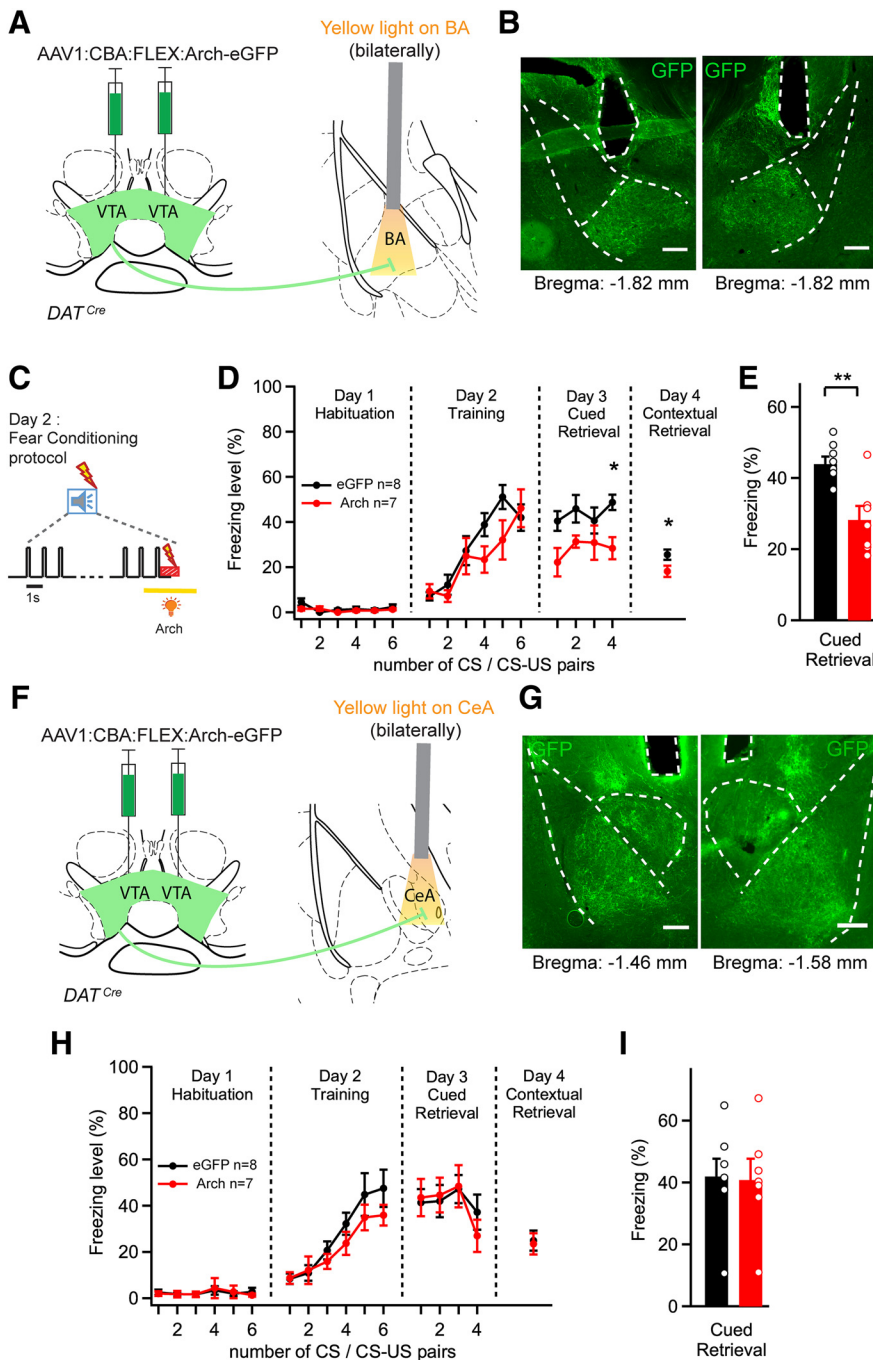 A
AAV1:CBA:FLEX:Arch-eGFP
VTA VTA
DAT Cre
Yellow light on BA
(bilaterally)
BA
B
GFP
GFP
Bregma: -1.82 mm
Bregma: -1.82 mm
C
Day 2 :
Fear Conditioning
protocol
1s
Arch
D
Freezing level (%)
100
80
60
40
20
0
Day 1
Habituation
Day 2
Training
Day 3
Cued
Retrieval
Day 4
Contextual
Retrieval
eGFP n=8
Arch n=7
*
*
2 4 6 2 4 6 2 4
number of CS / CS-US pairs
E
**
Freezing (%)
60
40
20
0
Cued
Retrieval
F
AAV1:CBA:FLEX:Arch-eGFP
VTA VTA
DAT Cre
Yellow light on CeA
(bilaterally)
CeA
G
GFP
GFP
Bregma: -1.46 mm
Bregma: -1.58 mm
H
Freezing level (%)
100
80
60
40
20
0
Day 1
Habituation
Day 2
Training
Day 3
Cued
Retrieval
Day 4
Contextual
Retrieval
eGFP n=8
Arch n=7
2 4 6 2 4 6 2 4
number of CS / CS-US pairs
I
Freezing (%)
60
40
20
0
Cued
Retrieval